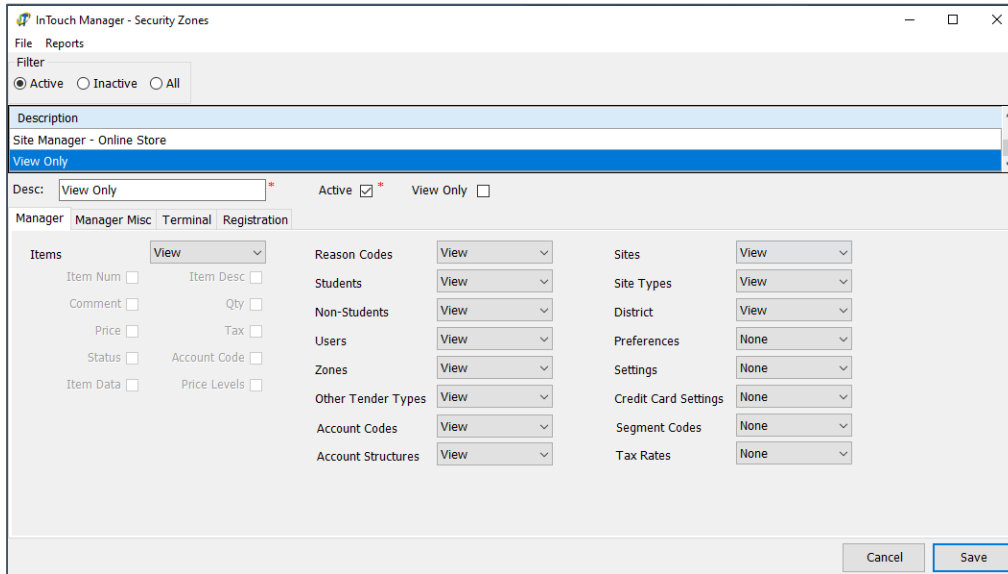 InTouch Manager - Security Zones
File Reports
Filter
Active Inactive All
Description
Site Manager - Online Store
View Only
Desc: View Only * Active * View Only
Manager Manager Misc Terminal Registration
Items View Reason Codes View Sites View
Item Num Item Desc Students View Site Types View
Comment Qty Non-Students View District View
Price Tax Users View Preferences None
Status Account Code Zones View Settings None
Item Data Price Levels Other Tender Types View Credit Card Settings None
Account Codes View Segment Codes None
Account Structures View Tax Rates None
Cancel Save